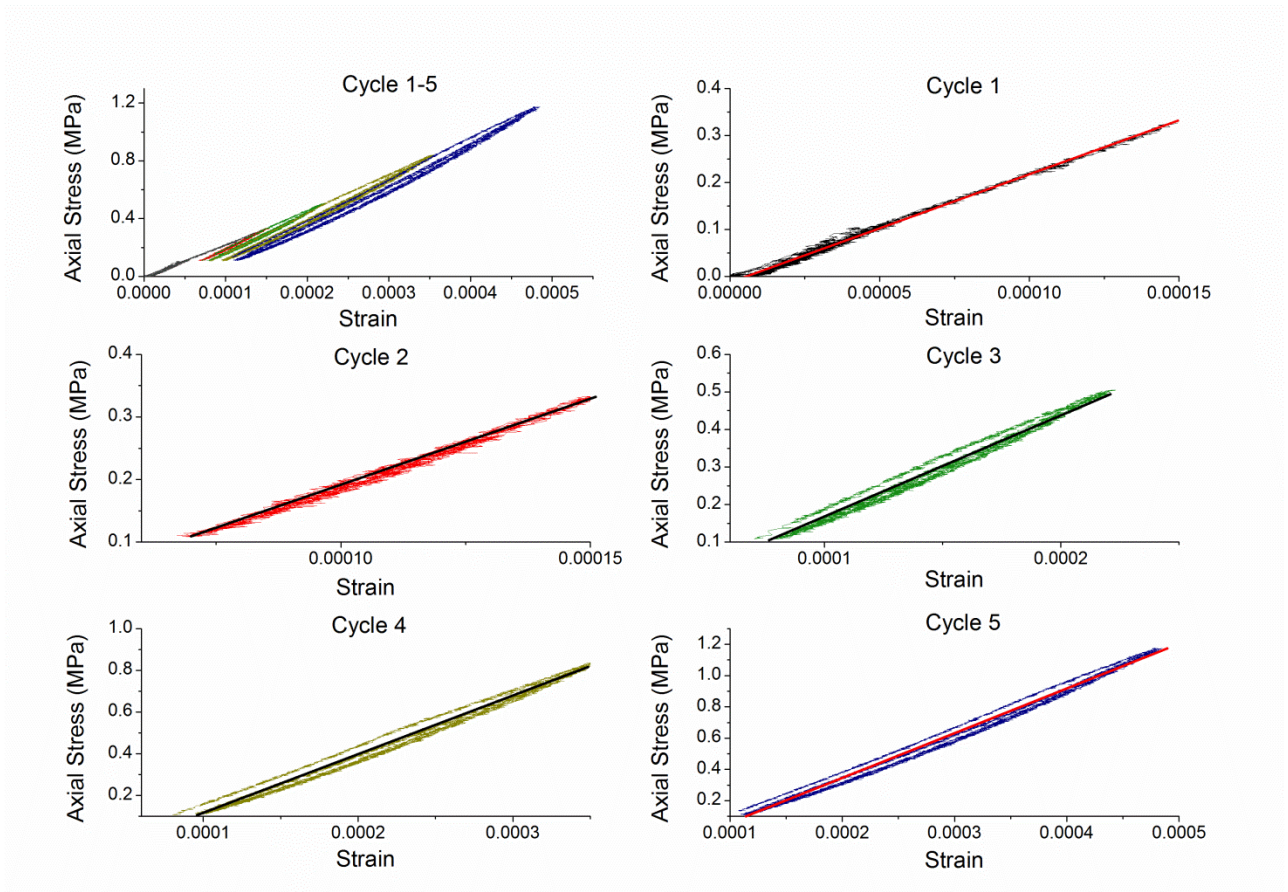 Cycle 1-5
Axial Stress (MPa)
1.2
0.8
0.4
0.0
0.0000 0.0001 0.0002 0.0003 0.0004 0.0005
Strain
Cycle 1
Axial Stress (MPa)
0.4
0.3
0.2
0.1
0.0
0.00000 0.00005 0.00010 0.00015
Strain
Cycle 2
Axial Stress (MPa)
0.4
0.3
0.2
0.1
0.00010 0.00015
Strain
Cycle 3
Axial Stress (MPa)
0.6
0.5
0.4
0.3
0.2
0.1
0.0001 0.0002
Strain
Cycle 4
Axial Stress (MPa)
1.0
0.8
0.6
0.4
0.2
0.0001 0.0002 0.0003
Strain
Cycle 5
Axial Stress (MPa)
1.2
1.0
0.8
0.6
0.4
0.2
0.0001 0.0002 0.0003 0.0004 0.0005
Strain